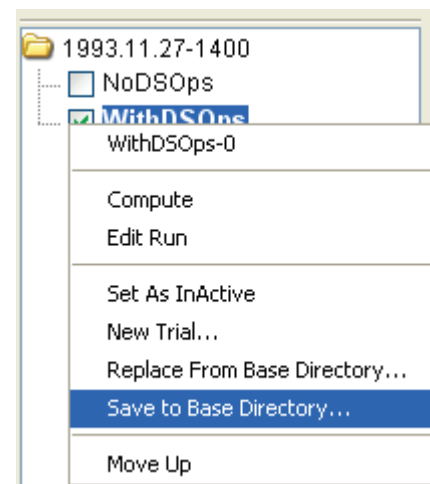 1993.11.27-1400
NoDSOps
WithDSOps
WithDSOps-0
Compute
Edit Run
Set As InActive
New Trial...
Replace From Base Directory...
Save to Base Directory...
Move Up